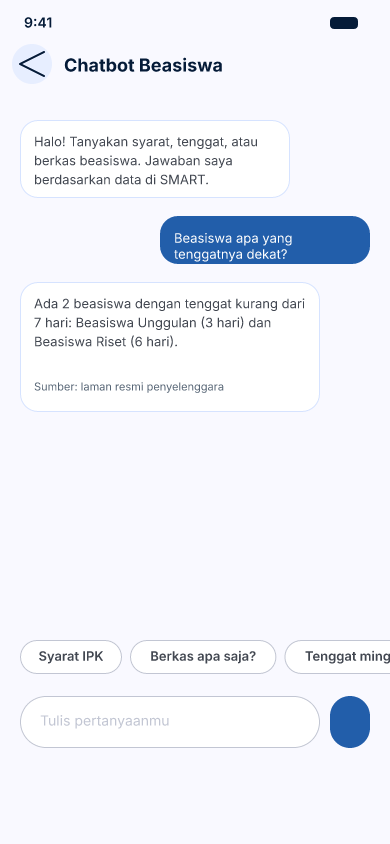 9:41
Chatbot Beasiswa
Halo! Tanyakan syarat, tenggat, atau
berkas beasiswa. Jawaban saya
berdasarkan data di SMART.
Beasiswa apa yang
tenggatnya dekat?
Ada 2 beasiswa dengan tenggat kurang dari
7 hari: Beasiswa Unggulan (3 hari) dan
Beasiswa Riset (6 hari).
Sumber: laman resmi penyelenggara
Syarat IPK
Berkas apa saja?
Tenggat ming
Tulis pertanyaanmu